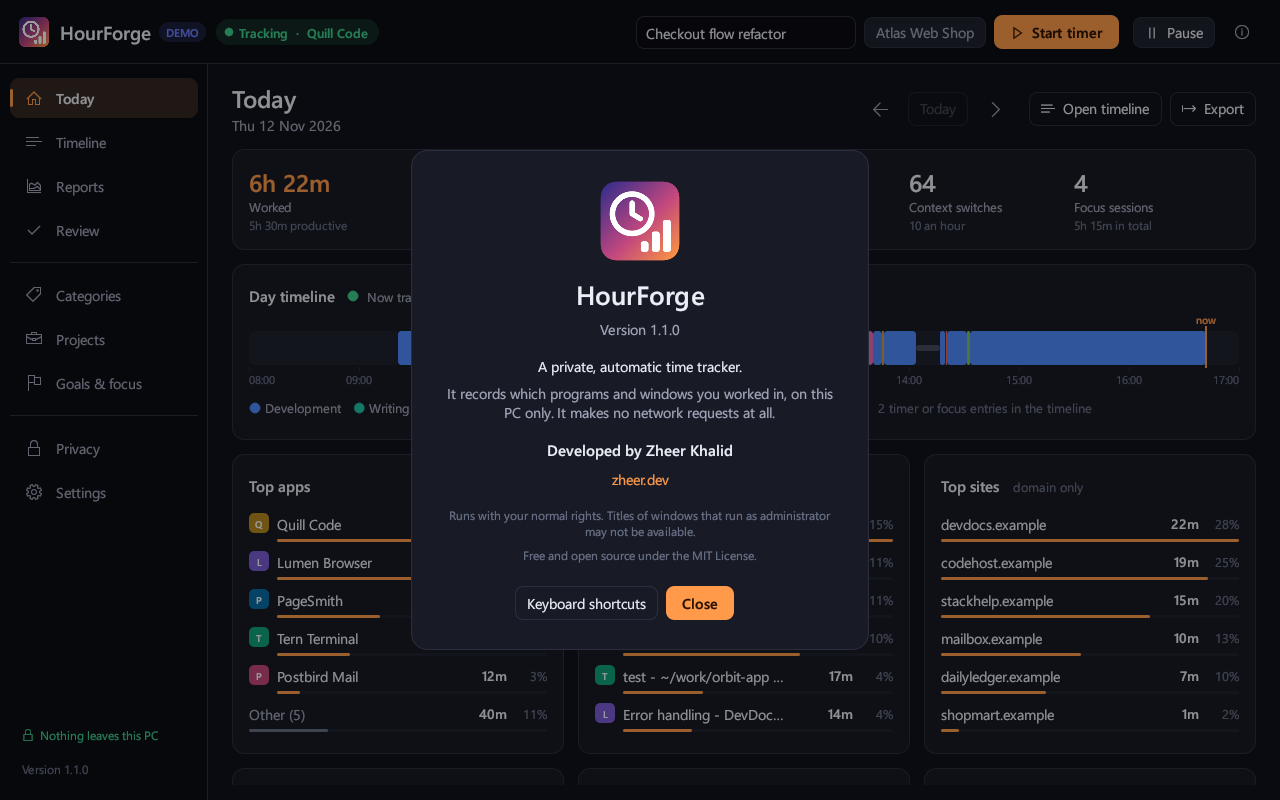 HourForge DEMO Tracking · Quill Code Checkout flow refactor Atlas Web Shop Start timer Pause
Today
Timeline
Reports
Review
Categories
Projects
Goals & focus
Privacy
Settings
Nothing leaves this PC
Version 1.1.0
Today
Thu 12 Nov 2026
Today
Open timeline
Export
6h 22m
Worked
5h 30m productive
64
Context switches
10 an hour
4
Focus sessions
5h 15m in total
Day timeline
now
08:00 09:00 14:00 15:00 16:00 17:00
Development Writing
2 timer or focus entries in the timeline
HourForge
Version 1.1.0
A private, automatic time tracker.
It records which programs and windows you worked in, on this
PC only. It makes no network requests at all.
Developed by Zheer Khalid
zheer.dev
Runs with your normal rights. Titles of windows that run as administrator
may not be available.
Free and open source under the MIT License.
Keyboard shortcuts Close
Top apps
Q Quill Code
L Lumen Browser
P PageSmith
T Tern Terminal
P Postbird Mail 12m 3%
Other (5) 40m 11%
15%
11%
11%
10%
T test - ~/work/orbit-app ... 17m 4%
L Error handling - DevDoc... 14m 4%
Top sites domain only
devdocs.example 22m 28%
codehost.example 19m 25%
stackhelp.example 15m 20%
mailbox.example 10m 13%
dailyledger.example 7m 10%
shopmart.example 1m 2%